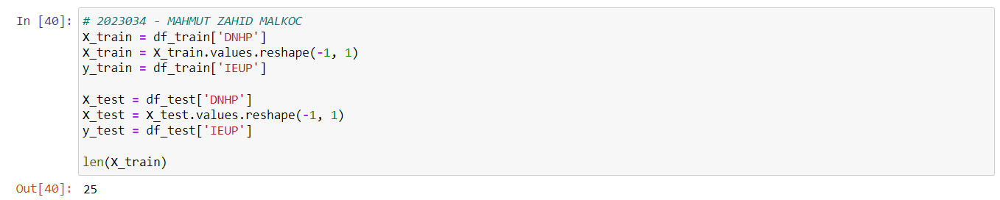 In [40]: # 2023034 - MAHMUT ZAHID MALKOC
X_train = df_train['DNHP']
X_train = X_train.values.reshape(-1, 1)
y_train = df_train['IEUP']
X_test = df_test['DNHP']
X_test = X_test.values.reshape(-1, 1)
y_test = df_test['IEUP']
len(X_train)
Out[40]: 25